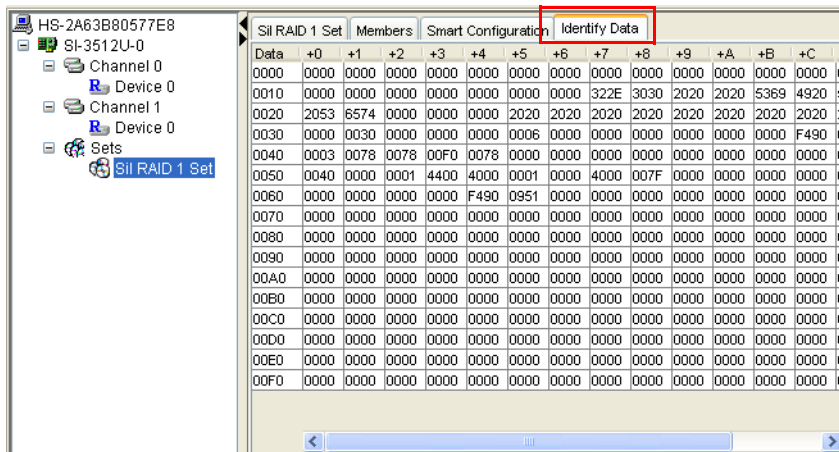 HS-2A63B80577E8
SI-3512U-0
Channel 0
Device 0
Channel 1
Device 0
Sets
Sil RAID 1 Set
Sil RAID 1 Set Members Smart Configuration Identify Data
Data +0 +1 +2 +3 +4 +5 +6 +7 +8 +9 +A +B +C
0000 0000 0000 0000 0000 0000 0000 0000 0000 0000 0000 0000 0000 0000
0010 0000 0000 0000 0000 0000 0000 0000 322E 3030 2020 2020 5369 4920
0020 2053 6574 0000 0000 0000 2020 2020 2020 2020 2020 2020 2020 2020
0030 0000 0030 0000 0000 0000 0006 0000 0000 0000 0000 0000 0000 F490
0040 0003 0078 0078 00F0 0078 0000 0000 0000 0000 0000 0000 0000 0000
0050 0040 0000 0001 4400 4000 0001 0000 4000 007F 0000 0000 0000 0000
0060 0000 0000 0000 0000 F490 0951 0000 0000 0000 0000 0000 0000 0000
0070 0000 0000 0000 0000 0000 0000 0000 0000 0000 0000 0000 0000 0000
0080 0000 0000 0000 0000 0000 0000 0000 0000 0000 0000 0000 0000 0000
0090 0000 0000 0000 0000 0000 0000 0000 0000 0000 0000 0000 0000 0000
00A0 0000 0000 0000 0000 0000 0000 0000 0000 0000 0000 0000 0000 0000
00B0 0000 0000 0000 0000 0000 0000 0000 0000 0000 0000 0000 0000 0000
00C0 0000 0000 0000 0000 0000 0000 0000 0000 0000 0000 0000 0000 0000
00D0 0000 0000 0000 0000 0000 0000 0000 0000 0000 0000 0000 0000 0000
00E0 0000 0000 0000 0000 0000 0000 0000 0000 0000 0000 0000 0000 0000
00F0 0000 0000 0000 0000 0000 0000 0000 0000 0000 0000 0000 0000 0000